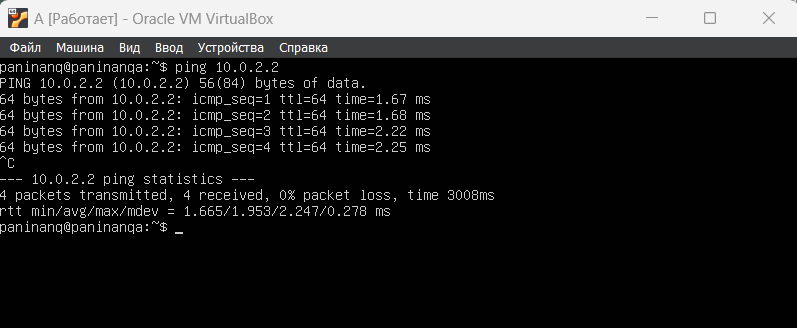 A [Работает] - Oracle VM VirtualBox
Файл Машина Вид Ввод Устройства Справка
paninanq@paninanqa:~$ ping 10.0.2.2
PING 10.0.2.2 (10.0.2.2) 56(84) bytes of data.
64 bytes from 10.0.2.2: icmp_seq=1 ttl=64 time=1.67 ms
64 bytes from 10.0.2.2: icmp_seq=2 ttl=64 time=1.68 ms
64 bytes from 10.0.2.2: icmp_seq=3 ttl=64 time=2.22 ms
64 bytes from 10.0.2.2: icmp_seq=4 ttl=64 time=2.25 ms
^C
--- 10.0.2.2 ping statistics ---
4 packets transmitted, 4 received, 0% packet loss, time 3008ms
rtt min/avg/max/mdev = 1.665/1.953/2.247/0.278 ms
paninanq@paninanqa:~$ _